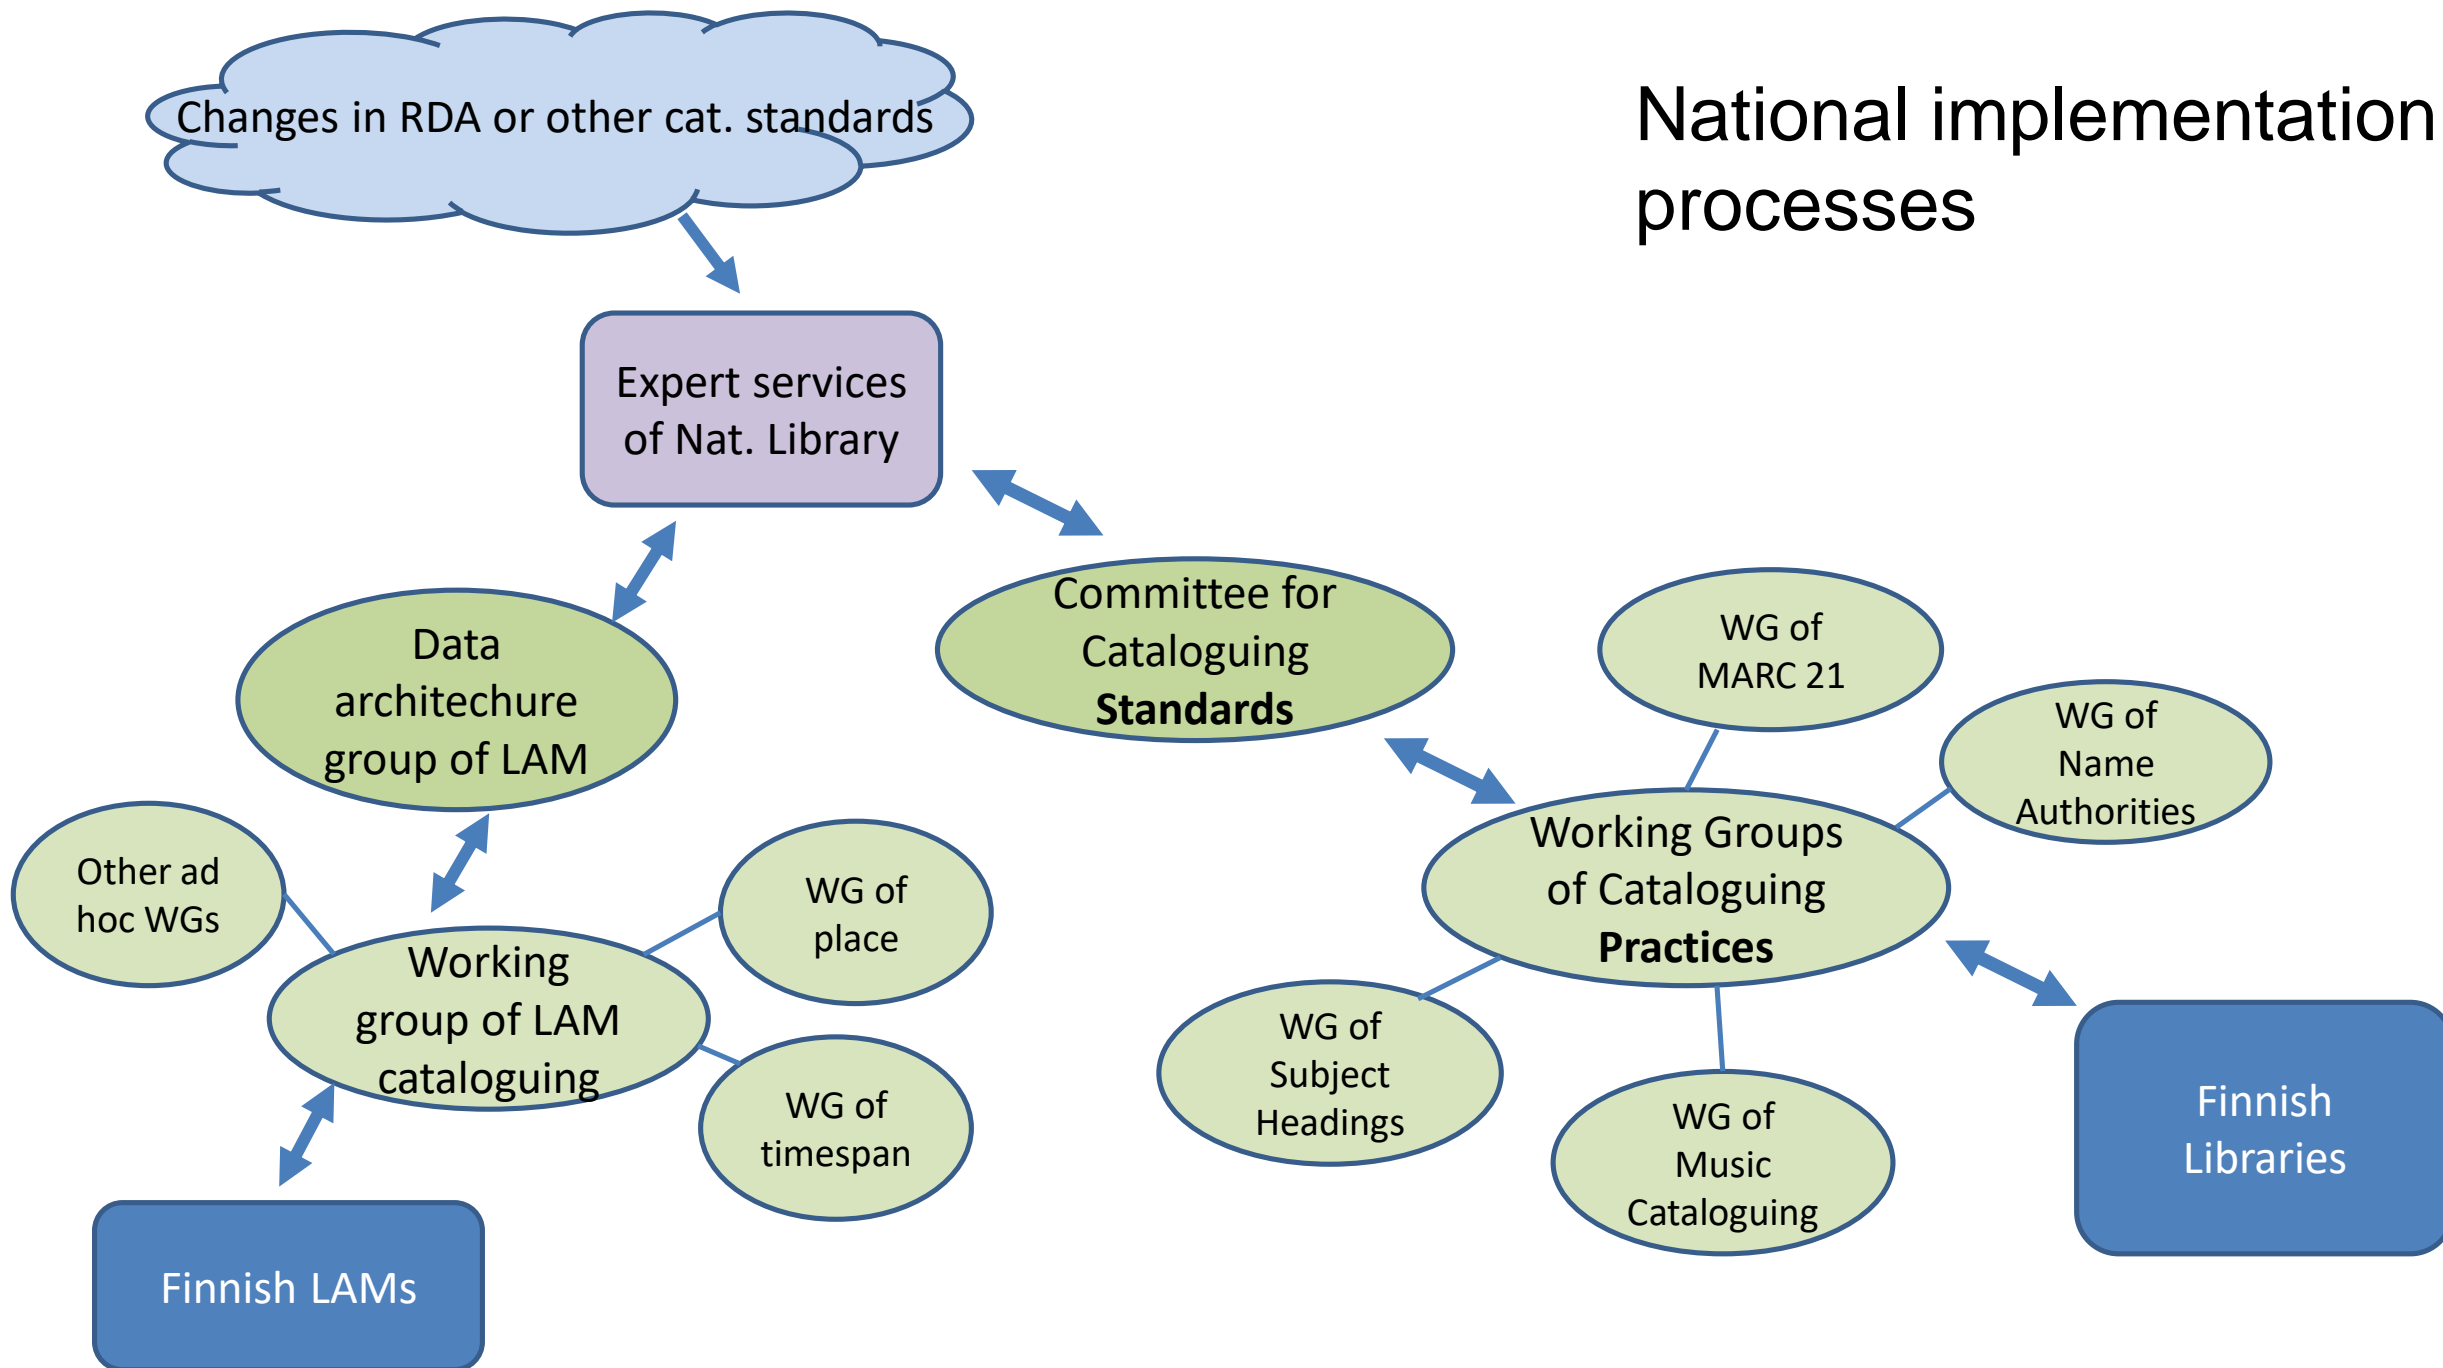 National implementation
processes
Changes in RDA or other cat. standards
Expert services
of Nat. Library
Data
architechure
group of LAM
Committee for
Cataloguing
Standards
WG of
MARC 21
WG of
Name
Authorities
Other ad
hoc WGs
WG of
place
Working Groups
of Cataloguing
Practices
Working
group of LAM
cataloguing
WG of
timespan
WG of
Subject
Headings
WG of
Music
Cataloguing
Finnish
Libraries
Finnish LAMs